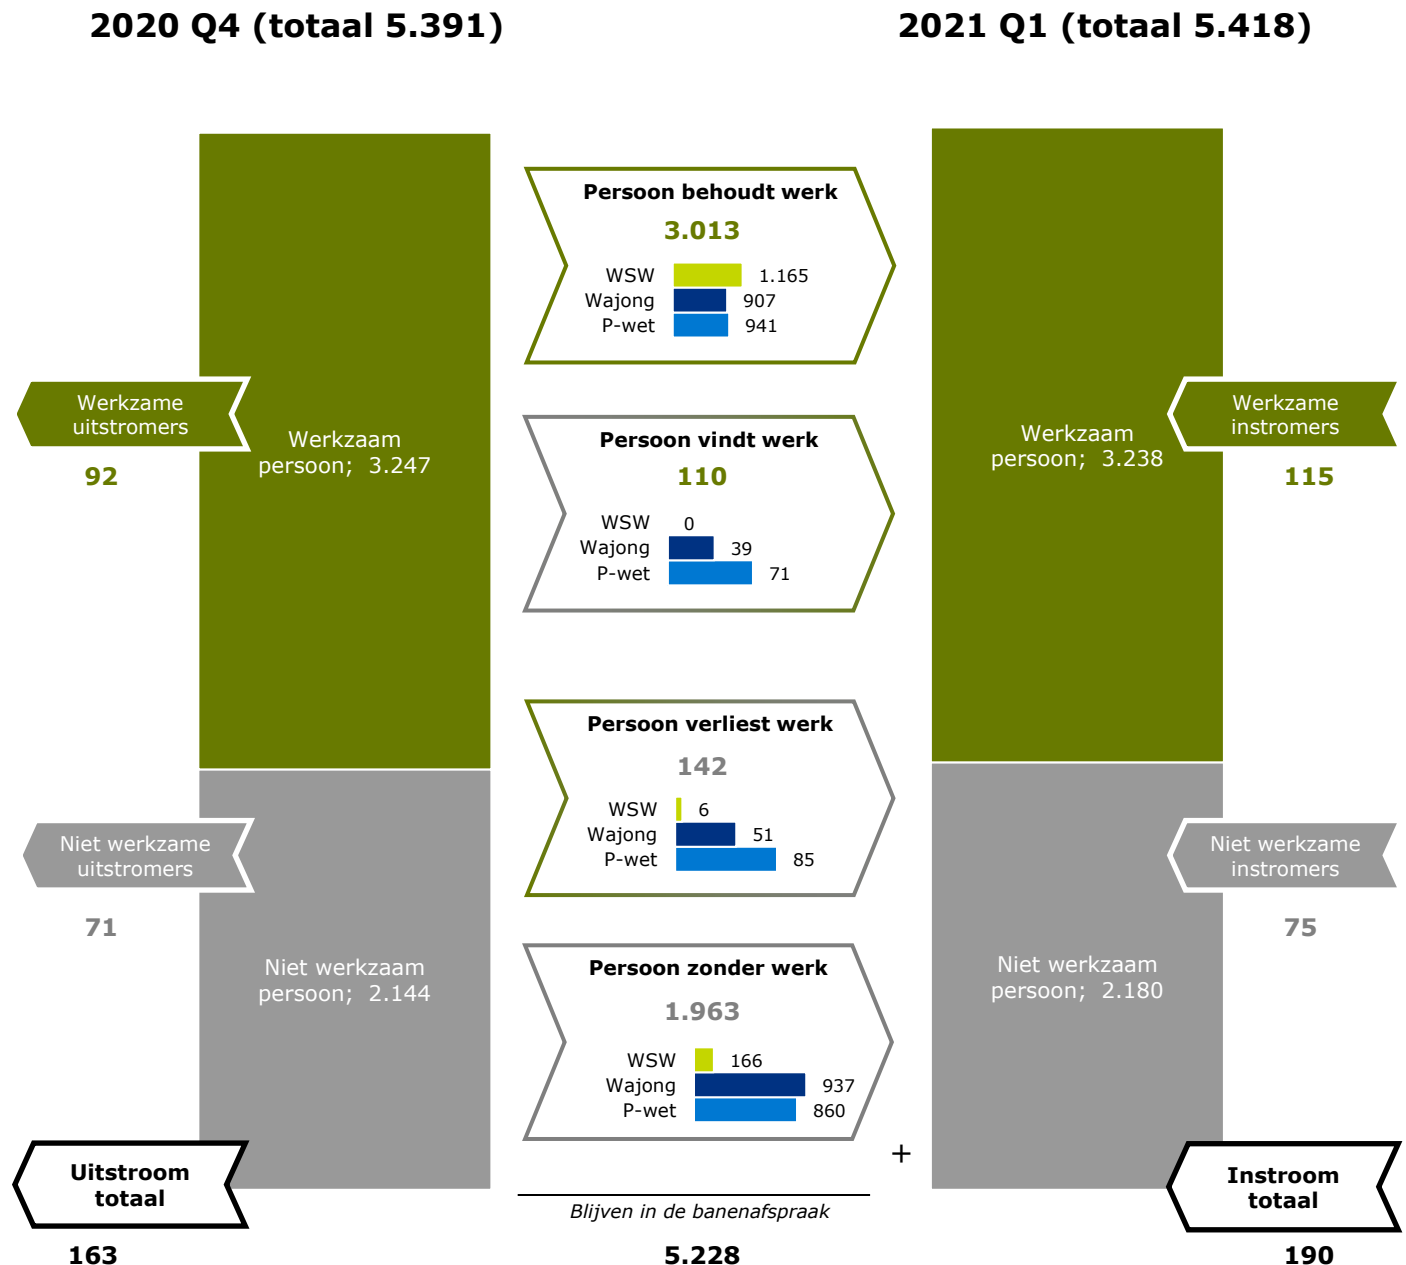 2020 Q4 (totaal 5.391)
2021 Q1 (totaal 5.418)
Werkzame
uitstromers
92
Werkzaam
persoon;  3.247
Niet werkzame
uitstromers
71
Niet werkzaam
persoon;  2.144
Uitstroom
totaal
163
Persoon behoudt werk
3.013
WSW 1.165
Wajong 907
P-wet 941
Persoon vindt werk
110
WSW 0
Wajong 39
P-wet 71
Persoon verliest werk
142
WSW 6
Wajong 51
P-wet 85
Persoon zonder werk
1.963
WSW 166
Wajong 937
P-wet 860
+
Blijven in de banenafspraak
5.228
Werkzaam
persoon;  3.238
Werkzame
instromers
115
Niet werkzame
instromers
75
Niet werkzaam
persoon;  2.180
Instroom
totaal
190